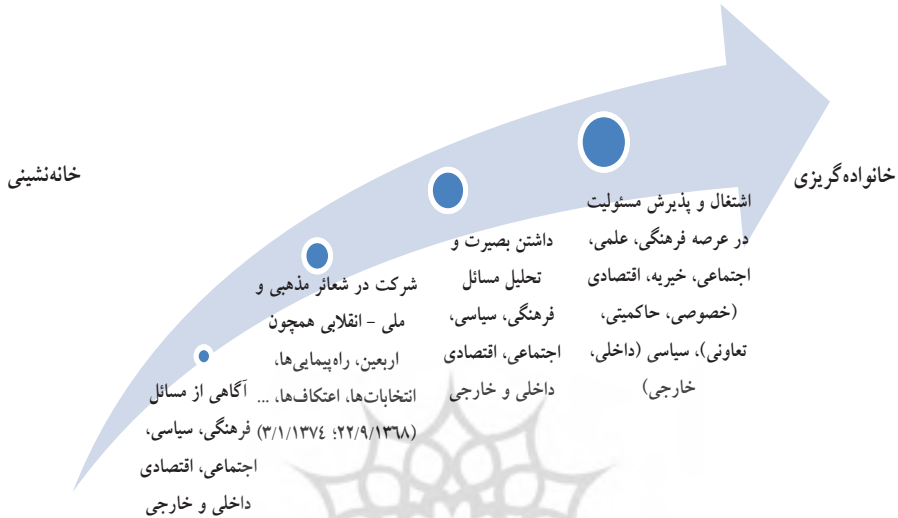 خانه‌نشینی
خانواده‌گریزی
آگاهی از مسائل
فرهنگی، سیاسی،
اجتماعی، اقتصادی
داخلی و خارجی
شرکت در شعائر مذهبی و
ملی - انقلابی همچون
اربعین، راه‌پیمایی‌ها،
انتخابات‌ها، اعتکاف‌ها، ...
(۲۲/۹/۱۳٦۸؛ ۳/۱/۱۳۷٤)
داشتن بصیرت و
تحلیل مسائل
فرهنگی، سیاسی،
اجتماعی، اقتصادی
داخلی و خارجی
اشتغال و پذیرش مسئولیت
در عرصه فرهنگی، علمی،
اجتماعی، خیریه، اقتصادی
(خصوصی، حاکمیتی،
تعاونی)، سیاسی (داخلی،
خارجی)